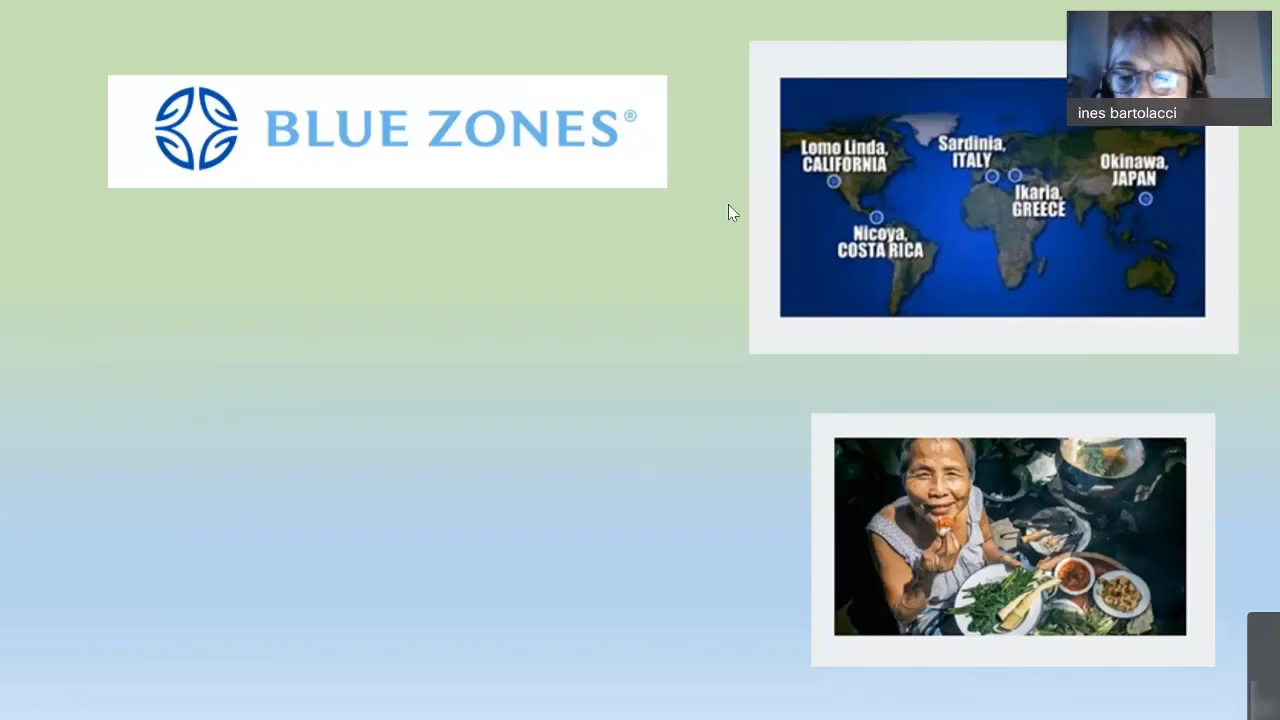 BLUE ZONES®
ines bartolacci
Lomo Linda,
CALIFORNIA
Sardinia,
ITALY
Okinawa,
JAPAN
Ikaria,
GREECE
Nicoya,
COSTA RICA